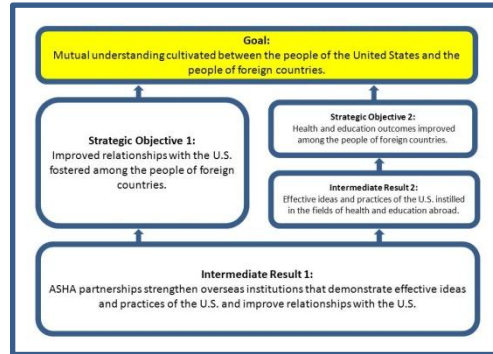 Goal:
Mutual understanding cultivated between the people of the United States and the
people of foreign countries.
Strategic Objective 1:
Improved relationships with the U.S.
fostered among the people of foreign
countries.
Strategic Objective 2:
Health and education outcomes improved
among the people of foreign countries.
Intermediate Result 2:
Effective ideas and practices of the U.S. instilled
in the fields of health and education abroad.
Intermediate Result 1:
ASHA partnerships strengthen overseas institutions that demonstrate effective ideas
and practices of the U.S. and improve relationships with the U.S.